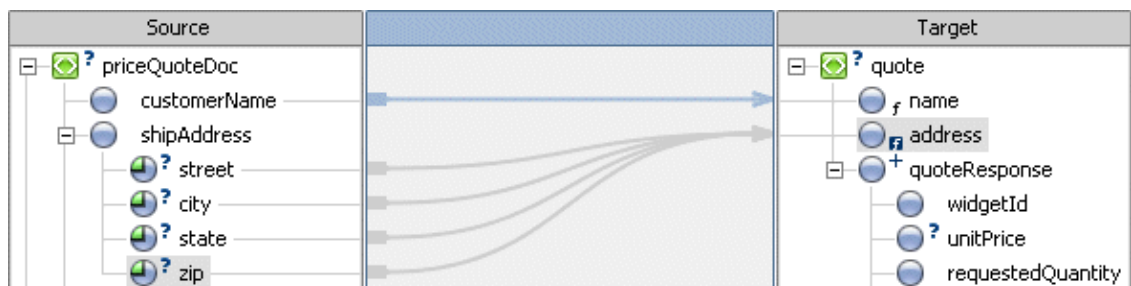 Source
Target
? priceQuoteDoc
? quote
customerName
f name
shipAddress
f address
? street
+ quoteResponse
? city
widgetId
? state
? unitPrice
? zip
requestedQuantity